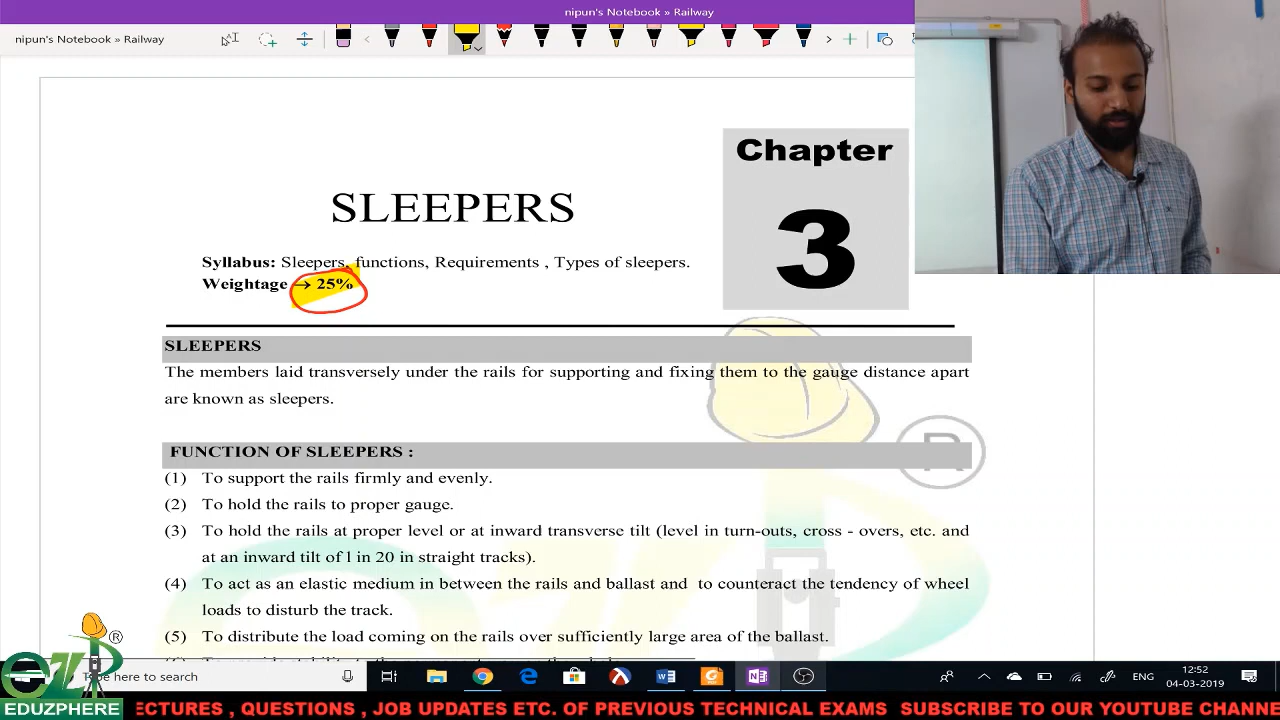 nipun's Notebook » Railway
nipun's Notebook » Railway
Chapter
3
SLEEPERS
Syllabus: Sleepers, functions, Requirements , Types of sleepers.
Weightage → 25%
SLEEPERS
The members laid transversely under the rails for supporting and fixing them to the gauge distance apart
are known as sleepers.
FUNCTION OF SLEEPERS :
(1) To support the rails firmly and evenly.
(2) To hold the rails to proper gauge.
(3) To hold the rails at proper level or at inward transverse tilt (level in turn-outs, cross - overs, etc. and
at an inward tilt of l in 20 in straight tracks).
(4) To act as an elastic medium in between the rails and ballast and to counteract the tendency of wheel
loads to disturb the track.
(5) To distribute the load coming on the rails over sufficiently large area of the ballast.
R
®
ezD
EDUZPHERE
Type here to search
ENG
12:52
04-03-2019
ECTURES , QUESTIONS , JOB UPDATES ETC. OF PREVIOUS TECHNICAL EXAMS SUBSCRIBE TO OUR YOUTUBE CHANNE